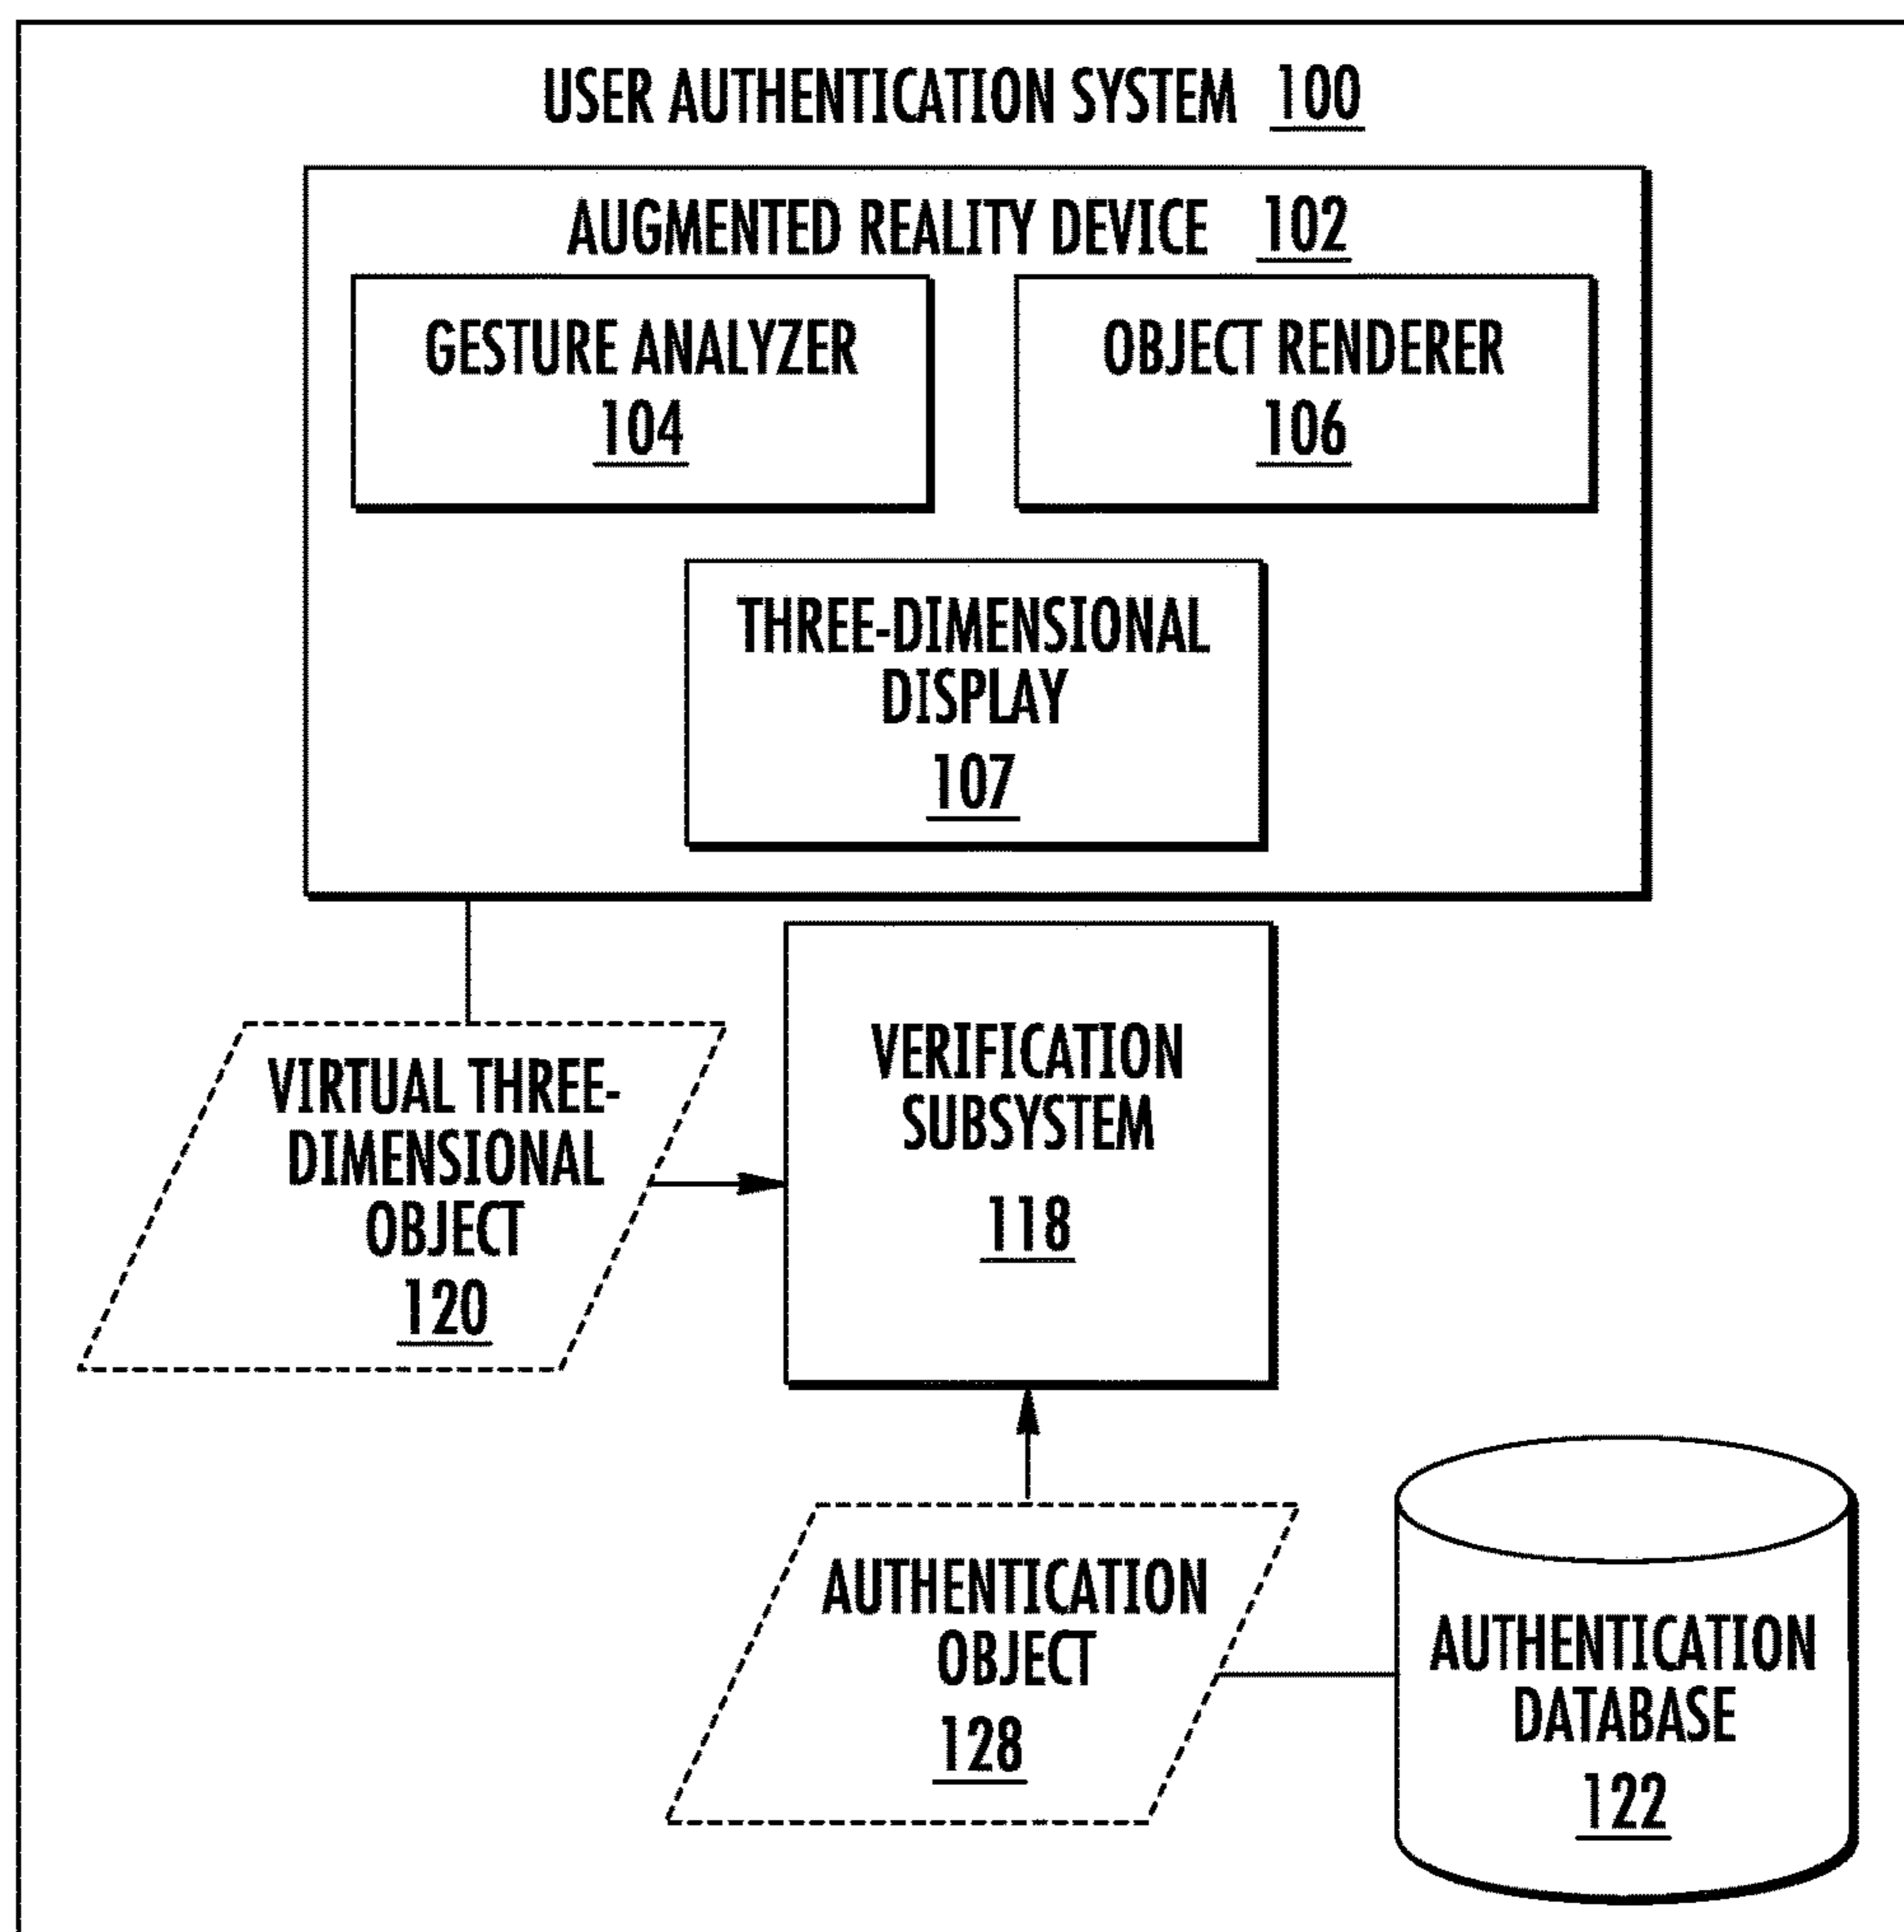 USER AUTHENTICATION SYSTEM 100
AUGMENTED REALITY DEVICE 102
GESTURE ANALYZER
104
OBJECT RENDERER
106
THREE-DIMENSIONAL
DISPLAY
107
VIRTUAL THREE-
DIMENSIONAL
OBJECT
120
VERIFICATION
SUBSYSTEM
118
AUTHENTICATION
OBJECT
128
AUTHENTICATION
DATABASE
122